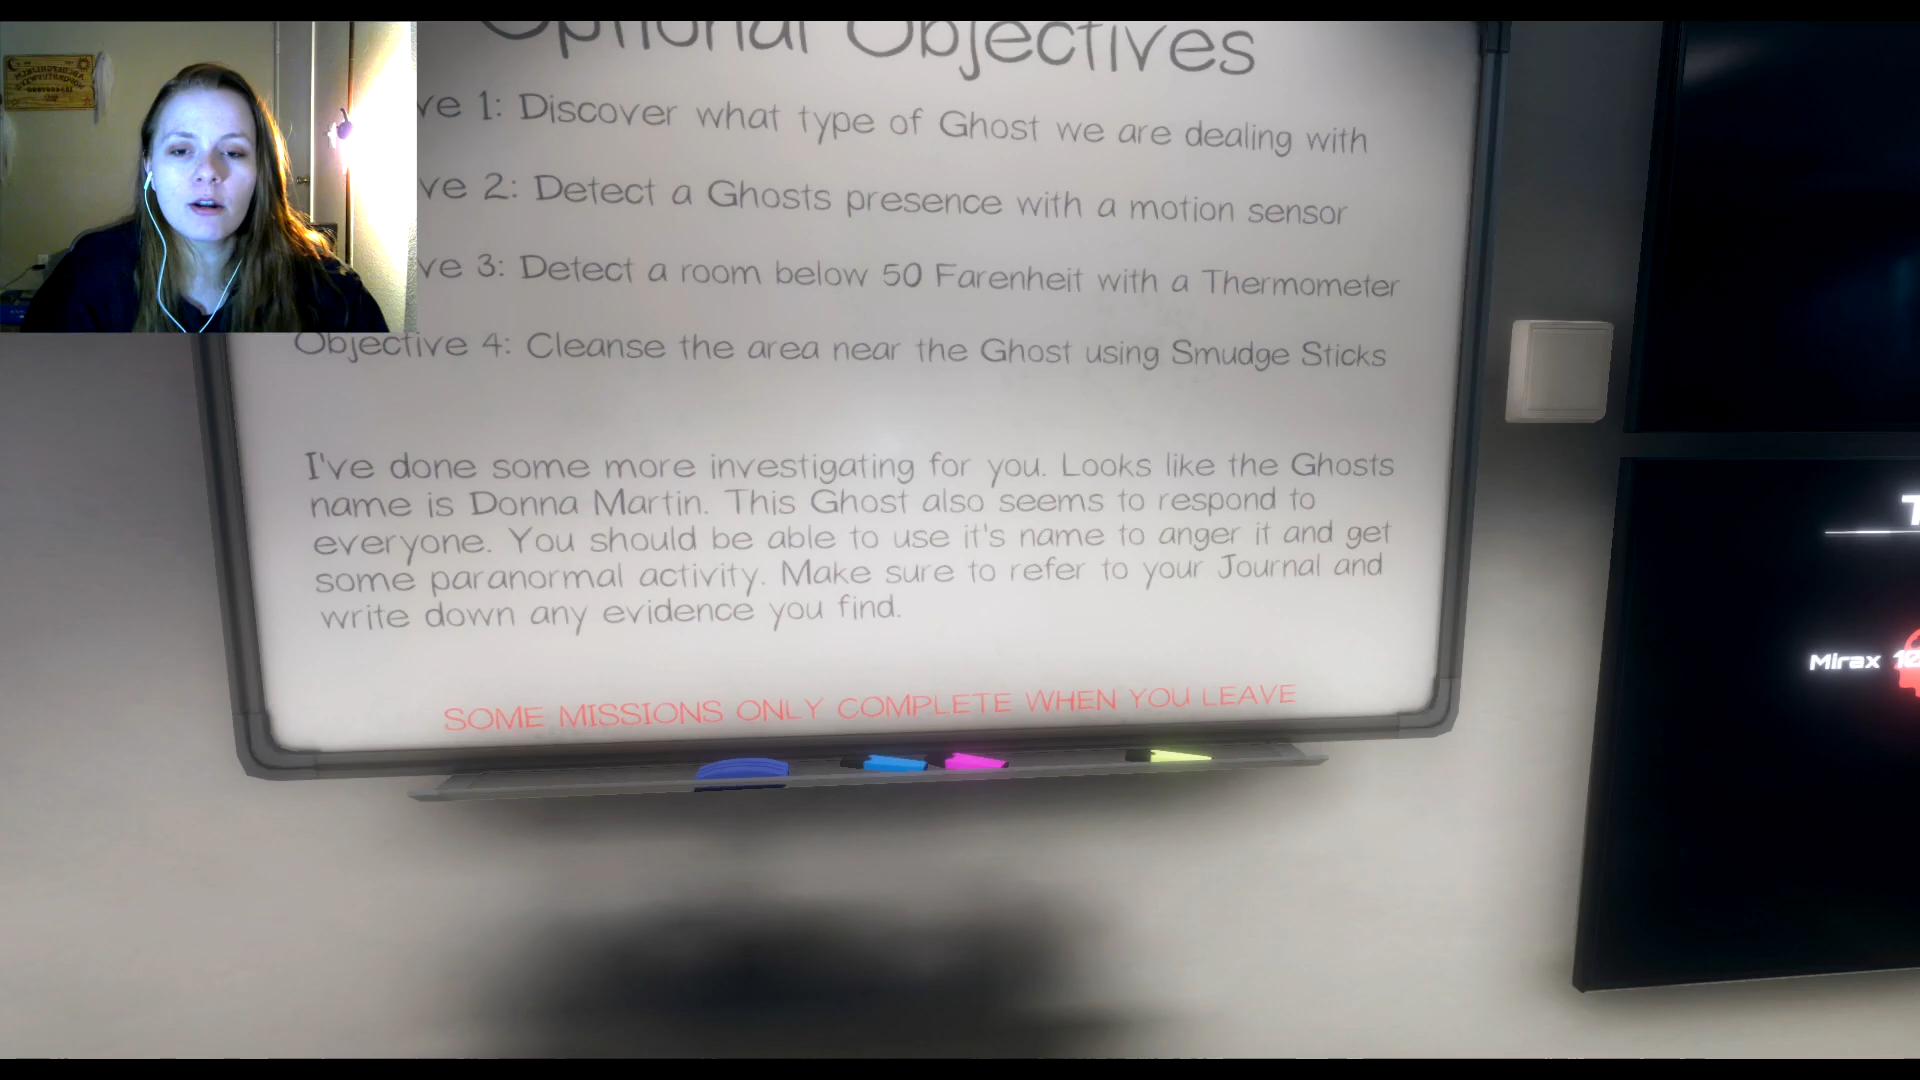 Optional Objectives
ve 1: Discover what type of Ghost we are dealing with
ve 2: Detect a Ghosts presence with a motion sensor
ve 3: Detect a room below 50 Farenheit with a Thermometer
Objective 4: Cleanse the area near the Ghost using Smudge Sticks
I've done some more investigating for you. Looks like the Ghosts
name is Donna Martin. This Ghost also seems to respond to
everyone. You should be able to use it's name to anger it and get
some paranormal activity. Make sure to refer to your Journal and
write down any evidence you find.
SOME MISSIONS ONLY COMPLETE WHEN YOU LEAVE
Mirax